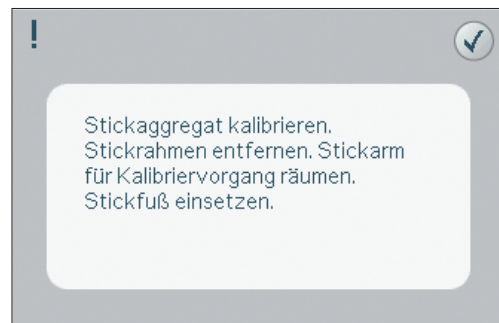 !
Stickaggregat kalibrieren.
Stickrahmen entfernen. Stickarm
für Kalibriervorgang räumen.
Stickfuß einsetzen.